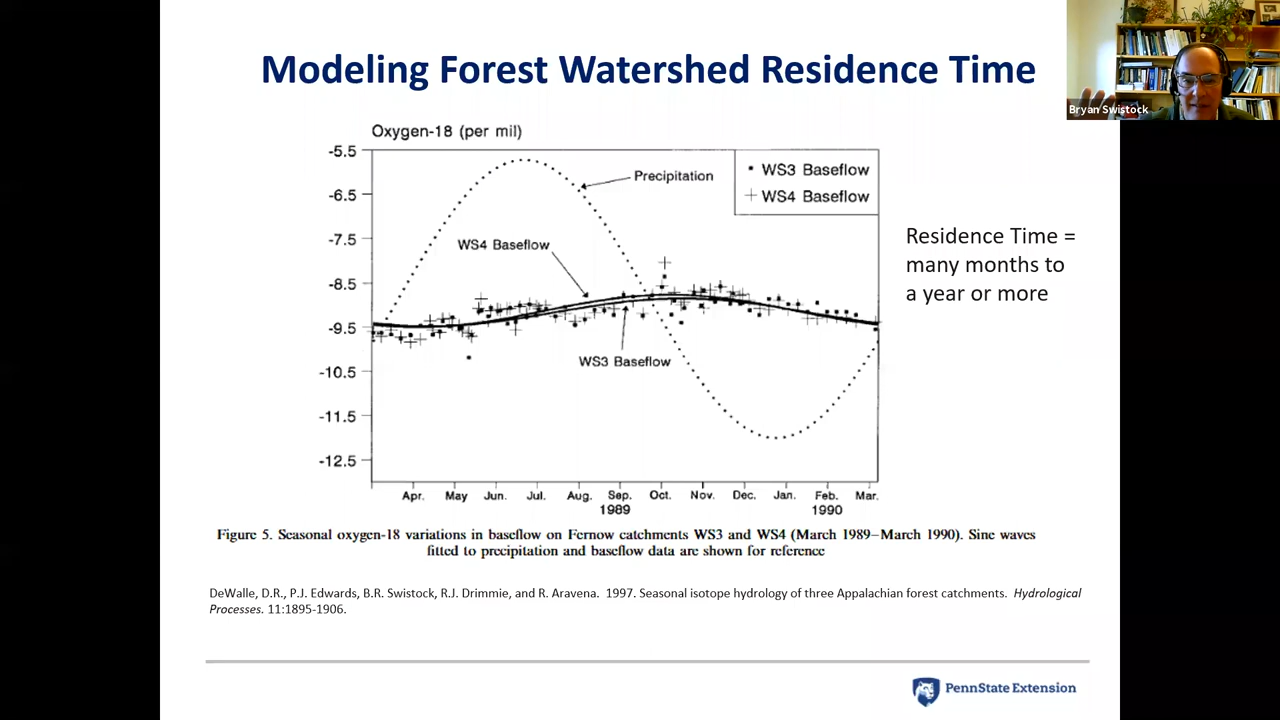 Modeling Forest Watershed Residence Time
Bryan Swistock
Oxygen-18 (per mil)
-5.5
-6.5
-7.5
-8.5
-9.5
-10.5
-11.5
-12.5
Precipitation
WS3 Baseflow
WS4 Baseflow
WS4 Baseflow
WS3 Baseflow
Apr. May Jun. Jul. Aug. Sep. Oct. Nov. Dec. Jan. Feb. Mar.
1989 1990
Residence Time =
many months to
a year or more
Figure 5. Seasonal oxygen-18 variations in baseflow on Fernow catchments WS3 and WS4 (March 1989–March 1990). Sine waves
fitted to precipitation and baseflow data are shown for reference
DeWalle, D.R., P.J. Edwards, B.R. Swistock, R.J. Drimmie, and R. Aravena. 1997. Seasonal isotope hydrology of three Appalachian forest catchments. Hydrological
Processes. 11:1895-1906.
PennState Extension